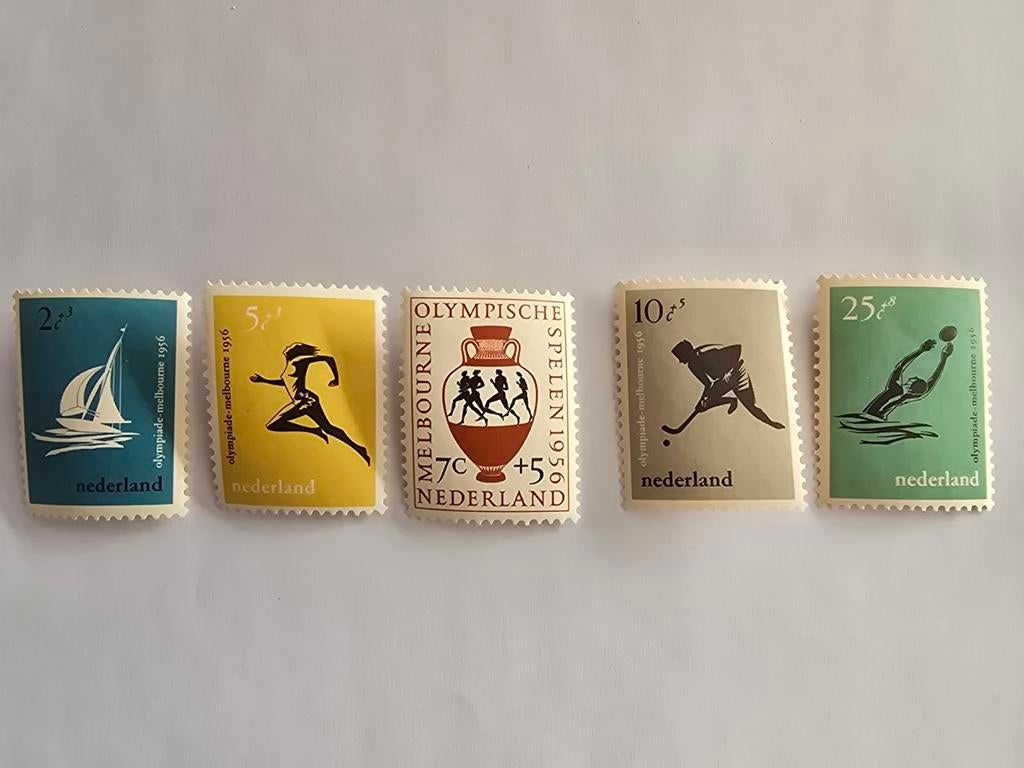 2c+3
olympiade-melbourne 1956
nederland
5c+3
olympiade-melbourne 1956
nederland
MELBOURNE
OLYMPISCHE
SPELEN 1956
7C +5
NEDERLAND
10c+5
olympiade-melbourne 1956
nederland
25c+8
olympiade-melbourne 1956
nederland